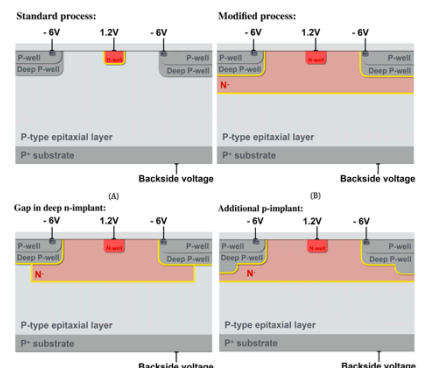 Standard process:
Modified process:
- 6V 1.2V - 6V
- 6V 1.2V - 6V
P-well N-well P-well
Deep P-well Deep P-well
P-well N-well P-well
Deep P-well Deep P-well
N-
P-type epitaxial layer
P-type epitaxial layer
P+ substrate
P+ substrate
Backside voltage
Backside voltage
(A)
(B)
Gap in deep n-implant:
Additional p-implant:
- 6V 1.2V - 6V
- 6V 1.2V - 6V
P-well N-well P-well
Deep P-well Deep P-well
N-
P-well N-well P-well
Deep P-well Deep P-well
N-
P-type epitaxial layer
P-type epitaxial layer
P+ substrate
P+ substrate
Backside voltage
Backside voltage